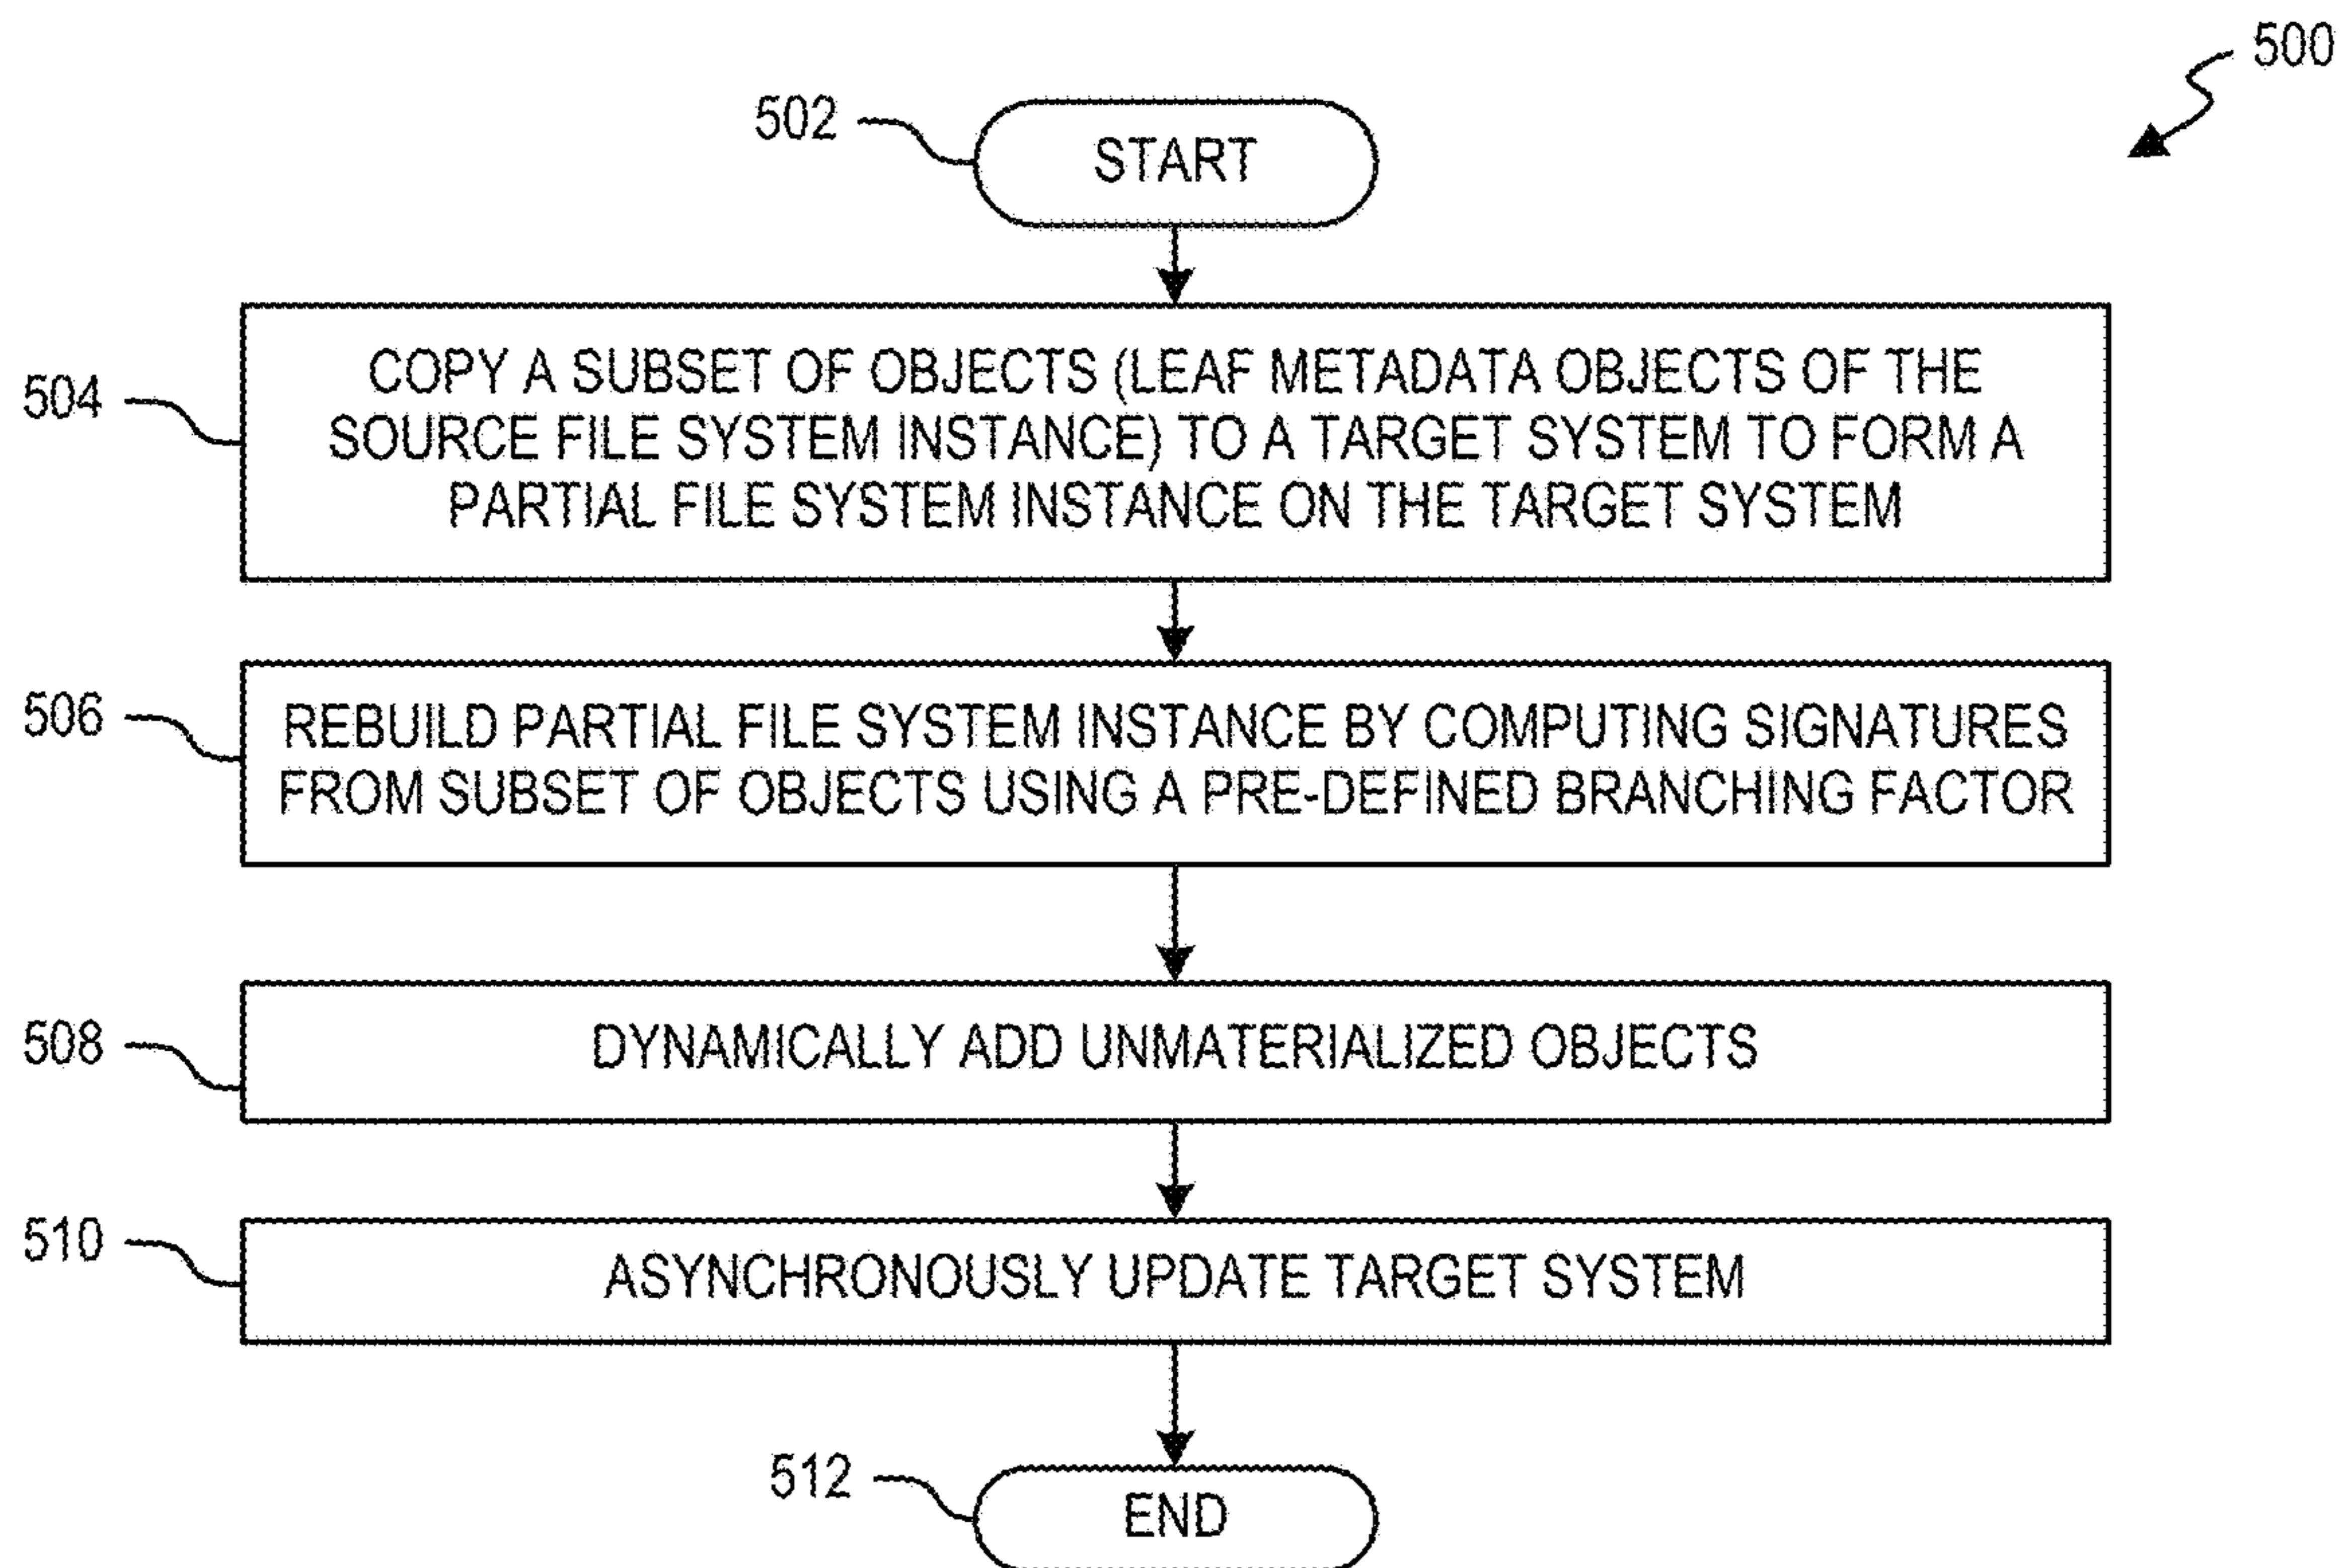 500
502
START
504
COPY A SUBSET OF OBJECTS (LEAF METADATA OBJECTS OF THE
SOURCE FILE SYSTEM INSTANCE) TO A TARGET SYSTEM TO FORM A
PARTIAL FILE SYSTEM INSTANCE ON THE TARGET SYSTEM
506
REBUILD PARTIAL FILE SYSTEM INSTANCE BY COMPUTING SIGNATURES
FROM SUBSET OF OBJECTS USING A PRE-DEFINED BRANCHING FACTOR
508
DYNAMICALLY ADD UNMATERIALIZED OBJECTS
510
ASYNCHRONOUSLY UPDATE TARGET SYSTEM
512
END